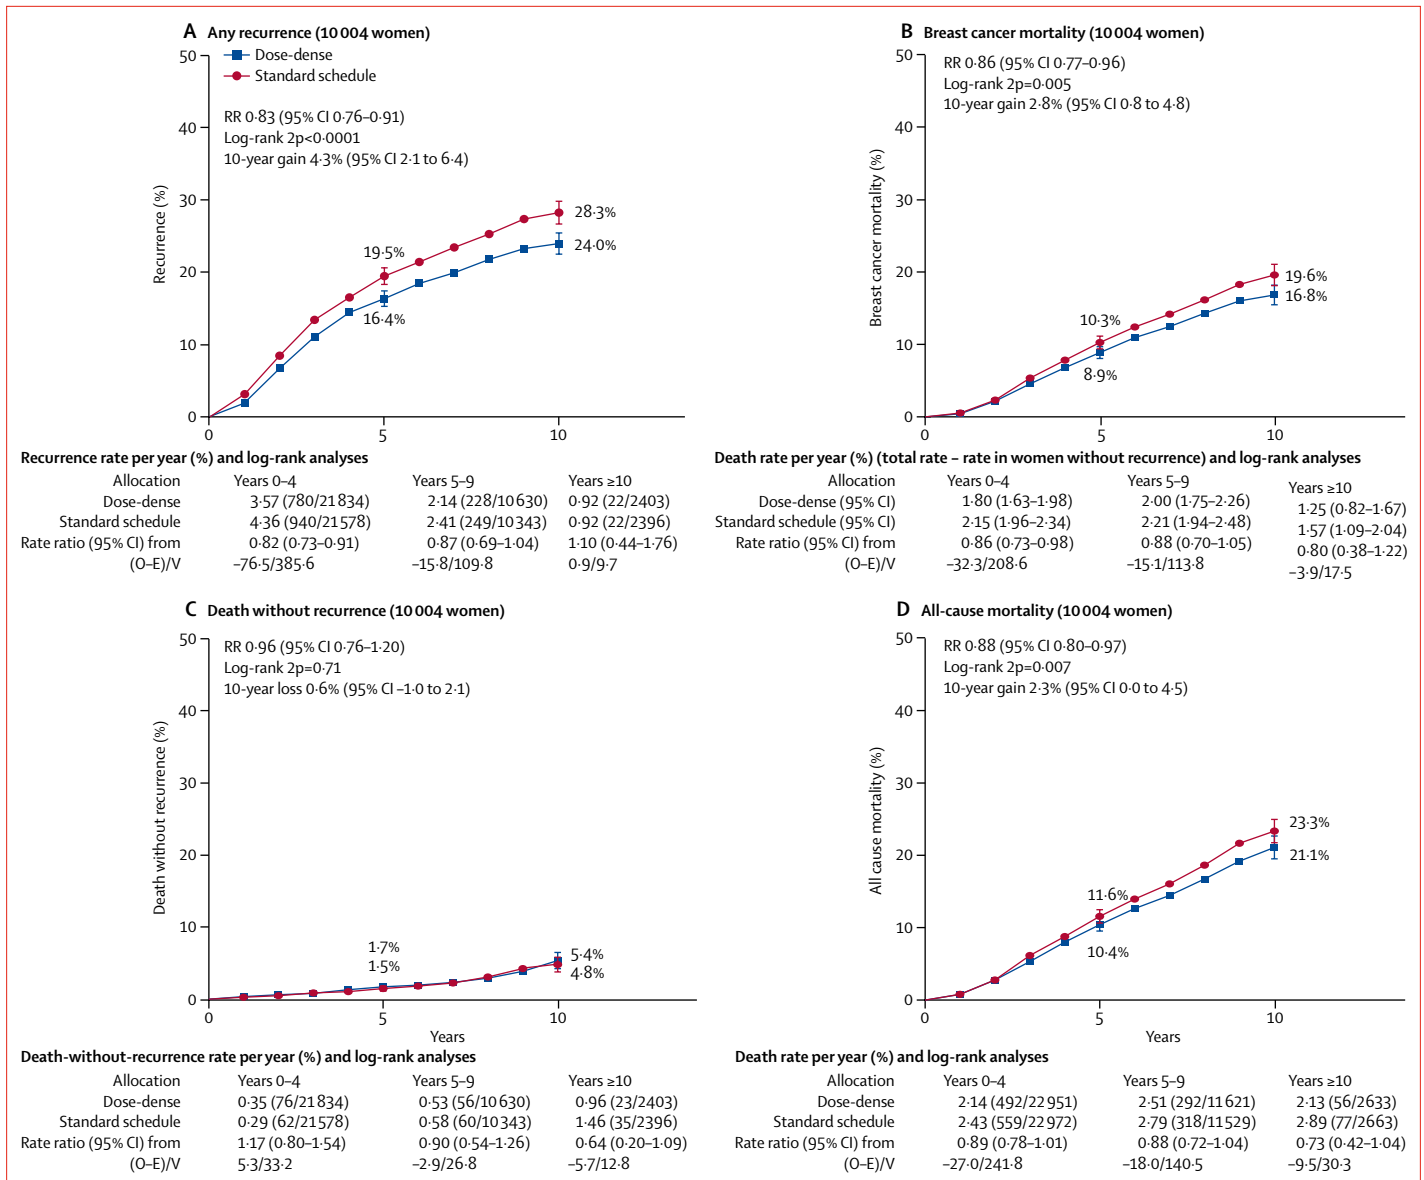 A Any recurrence (10 004 women)
Dose-dense
Standard schedule
RR 0·83 (95% CI 0·76–0·91)
Log-rank 2p<0·0001
10-year gain 4·3% (95% CI 2·1 to 6·4)
Recurrence (%)
50
40
30
20
10
0
19·5%
16·4%
28·3%
24·0%
0 5 10
Recurrence rate per year (%) and log-rank analyses
Allocation Years 0–4 Years 5–9 Years ≥10
Dose-dense 3·57 (780/21 834) 2·14 (228/10 630) 0·92 (22/2403)
Standard schedule 4·36 (940/21 578) 2·41 (249/10 343) 0·92 (22/2396)
Rate ratio (95% CI) from 0·82 (0·73–0·91) 0·87 (0·69–1·04) 1·10 (0·44–1·76)
(O–E)/V –76·5/385·6 –15·8/109·8 0·9/9·7
B Breast cancer mortality (10 004 women)
RR 0·86 (95% CI 0·77–0·96)
Log-rank 2p=0·005
10-year gain 2·8% (95% CI 0·8 to 4·8)
Breast cancer mortality (%)
50
40
30
20
10
0
10·3%
8·9%
19·6%
16·8%
0 5 10
Death rate per year (%) (total rate – rate in women without recurrence) and log-rank analyses
Allocation Years 0–4 Years 5–9 Years ≥10
Dose-dense (95% CI) 1·80 (1·63–1·98) 2·00 (1·75–2·26) 1·25 (0·82–1·67)
Standard schedule (95% CI) 2·15 (1·96–2·34) 2·21 (1·94–2·48) 1·57 (1·09–2·04)
Rate ratio (95% CI) from 0·86 (0·73–0·98) 0·88 (0·70–1·05) 0·80 (0·38–1·22)
(O–E)/V –32·3/208·6 –15·1/113·8 –3·9/17·5
C Death without recurrence (10 004 women)
RR 0·96 (95% CI 0·76–1·20)
Log-rank 2p=0·71
10-year loss 0·6% (95% CI –1·0 to 2·1)
Death without recurrence (%)
50
40
30
20
10
0
1·7%
1·5%
5·4%
4·8%
0 5 10
Years
Death-without-recurrence rate per year (%) and log-rank analyses
Allocation Years 0–4 Years 5–9 Years ≥10
Dose-dense 0·35 (76/21 834) 0·53 (56/10 630) 0·96 (23/2403)
Standard schedule 0·29 (62/21 578) 0·58 (60/10 343) 1·46 (35/2396)
Rate ratio (95% CI) from 1·17 (0·80–1·54) 0·90 (0·54–1·26) 0·64 (0·20–1·09)
(O–E)/V 5·3/33·2 –2·9/26·8 –5·7/12·8
D All-cause mortality (10 004 women)
RR 0·88 (95% CI 0·80–0·97)
Log-rank 2p=0·007
10-year gain 2·3% (95% CI 0·0 to 4·5)
All cause mortality (%)
50
40
30
20
10
0
11·6%
10·4%
23·3%
21·1%
0 5 10
Years
Death rate per year (%) and log-rank analyses
Allocation Years 0–4 Years 5–9 Years ≥10
Dose-dense 2·14 (492/22 951) 2·51 (292/11 621) 2·13 (56/2633)
Standard schedule 2·43 (559/22 972) 2·79 (318/11 529) 2·89 (77/2663)
Rate ratio (95% CI) from 0·89 (0·78–1·01) 0·88 (0·72–1·04) 0·73 (0·42–1·04)
(O–E)/V –27·0/241·8 –18·0/140·5 –9·5/30·3